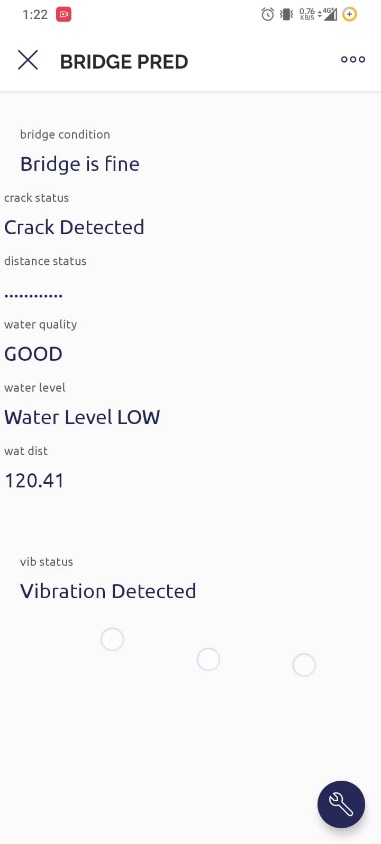 1:22
0.76
KB/S
4G
BRIDGE PRED
bridge condition
Bridge is fine
crack status
Crack Detected
distance status
............
water quality
GOOD
water level
Water Level LOW
wat dist
120.41
vib status
Vibration Detected